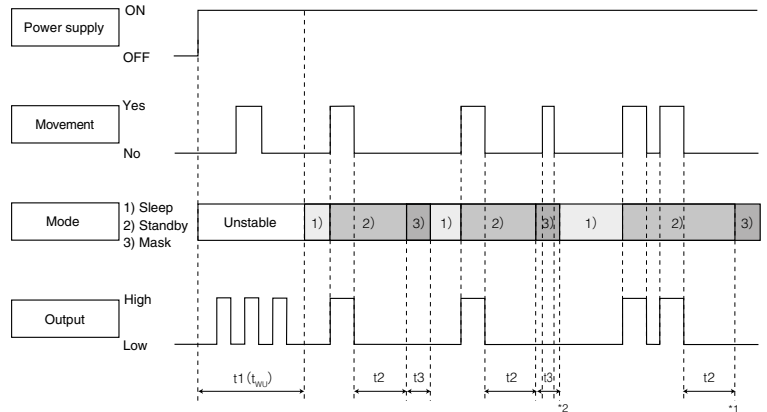 Power supply
ON
OFF
Movement
Yes
No
Mode
1) Sleep
2) Standby
3) Mask
Unstable
1)
2)
3)
1)
2)
3)
1)
2)
3)
Output
High
Low
t1 (tWU)
t2
t3
t2
t3
t2
*2
*1